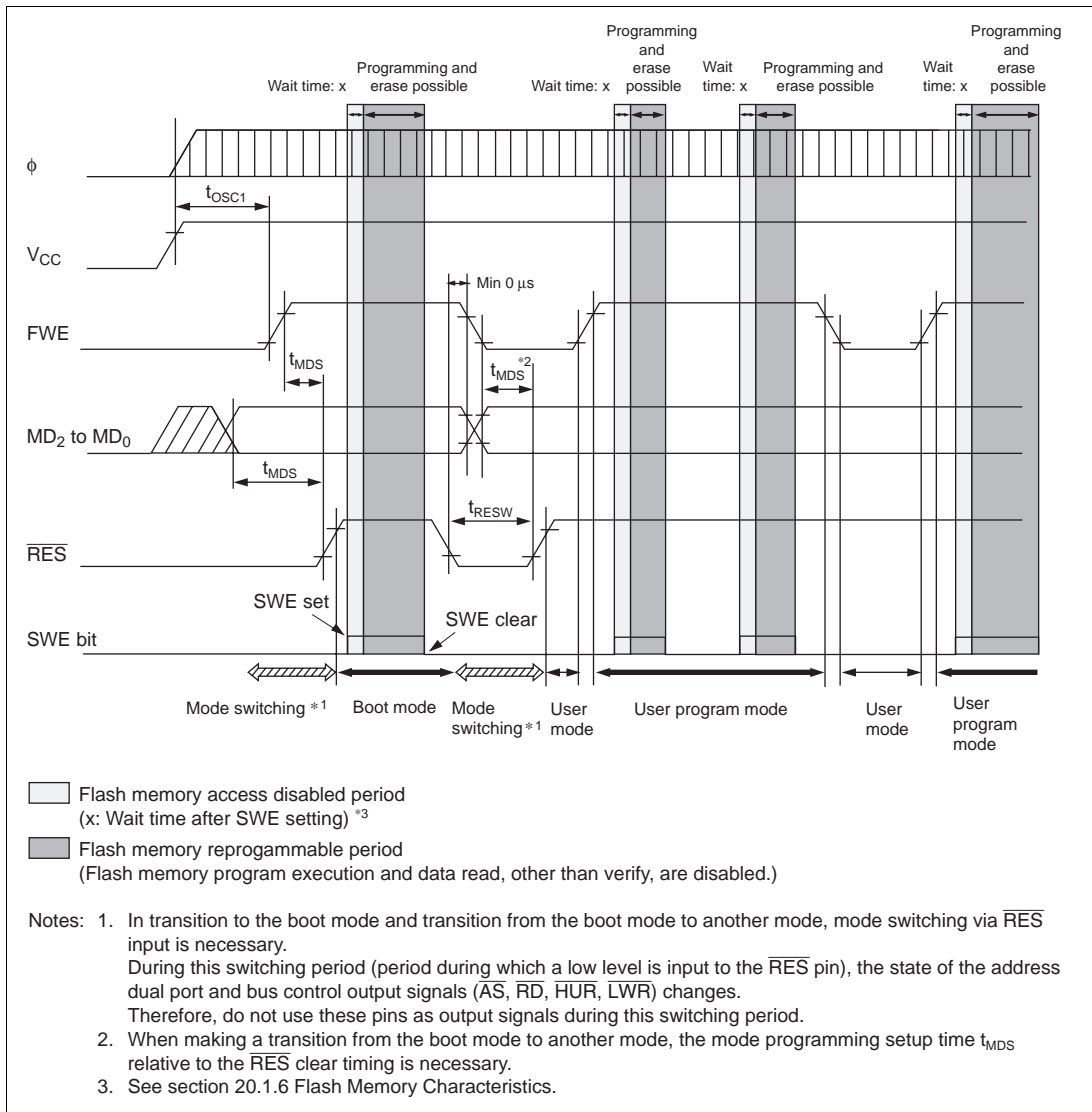 Programming
and
erase
possible
Programming
and
erase
possible
Wait time: x
Programming and
erase possible
Wait time: x
Wait
time: x
Programming and
erase possible
Wait
time: x
ϕ
tOSC1
VCC
Min 0 μs
FWE
tMDS
tMDS*2
MD2 to MD0
tMDS
tRESW
RES
SWE set
SWE clear
SWE bit
Mode switching *1
Boot mode
Mode
switching*1
User
mode
User program mode
User
mode
User
program
mode
Flash memory access disabled period
(x: Wait time after SWE setting) *3
Flash memory reprogammable period
(Flash memory program execution and data read, other than verify, are disabled.)
Notes: 1. In transition to the boot mode and transition from the boot mode to another mode, mode switching via RES
input is necessary.
During this switching period (period during which a low level is input to the RES pin), the state of the address
dual port and bus control output signals (AS, RD, HUR, LWR) changes.
Therefore, do not use these pins as output signals during this switching period.
2. When making a transition from the boot mode to another mode, the mode programming setup time tMDS
relative to the RES clear timing is necessary.
3. See section 20.1.6 Flash Memory Characteristics.